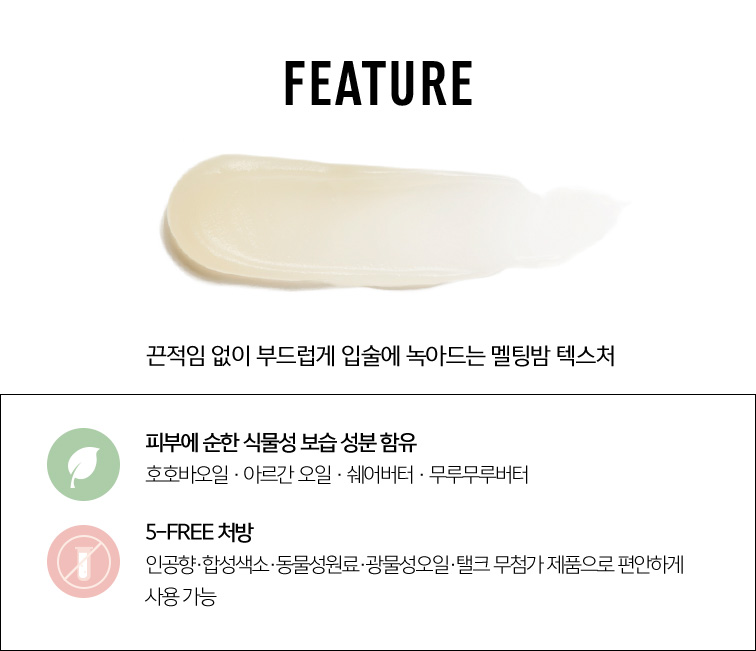 FEATURE
끈적임 없이 부드럽게 입술에 녹아드는 멜팅밤 텍스처
피부에 순한 식물성 보습 성분 함유
호호바오일 · 아르간 오일 · 쉐어버터 · 무루무루버터
5-FREE 처방
인공향·합성색소·동물성원료·광물성오일·탤크 무첨가 제품으로 편안하게
사용 가능